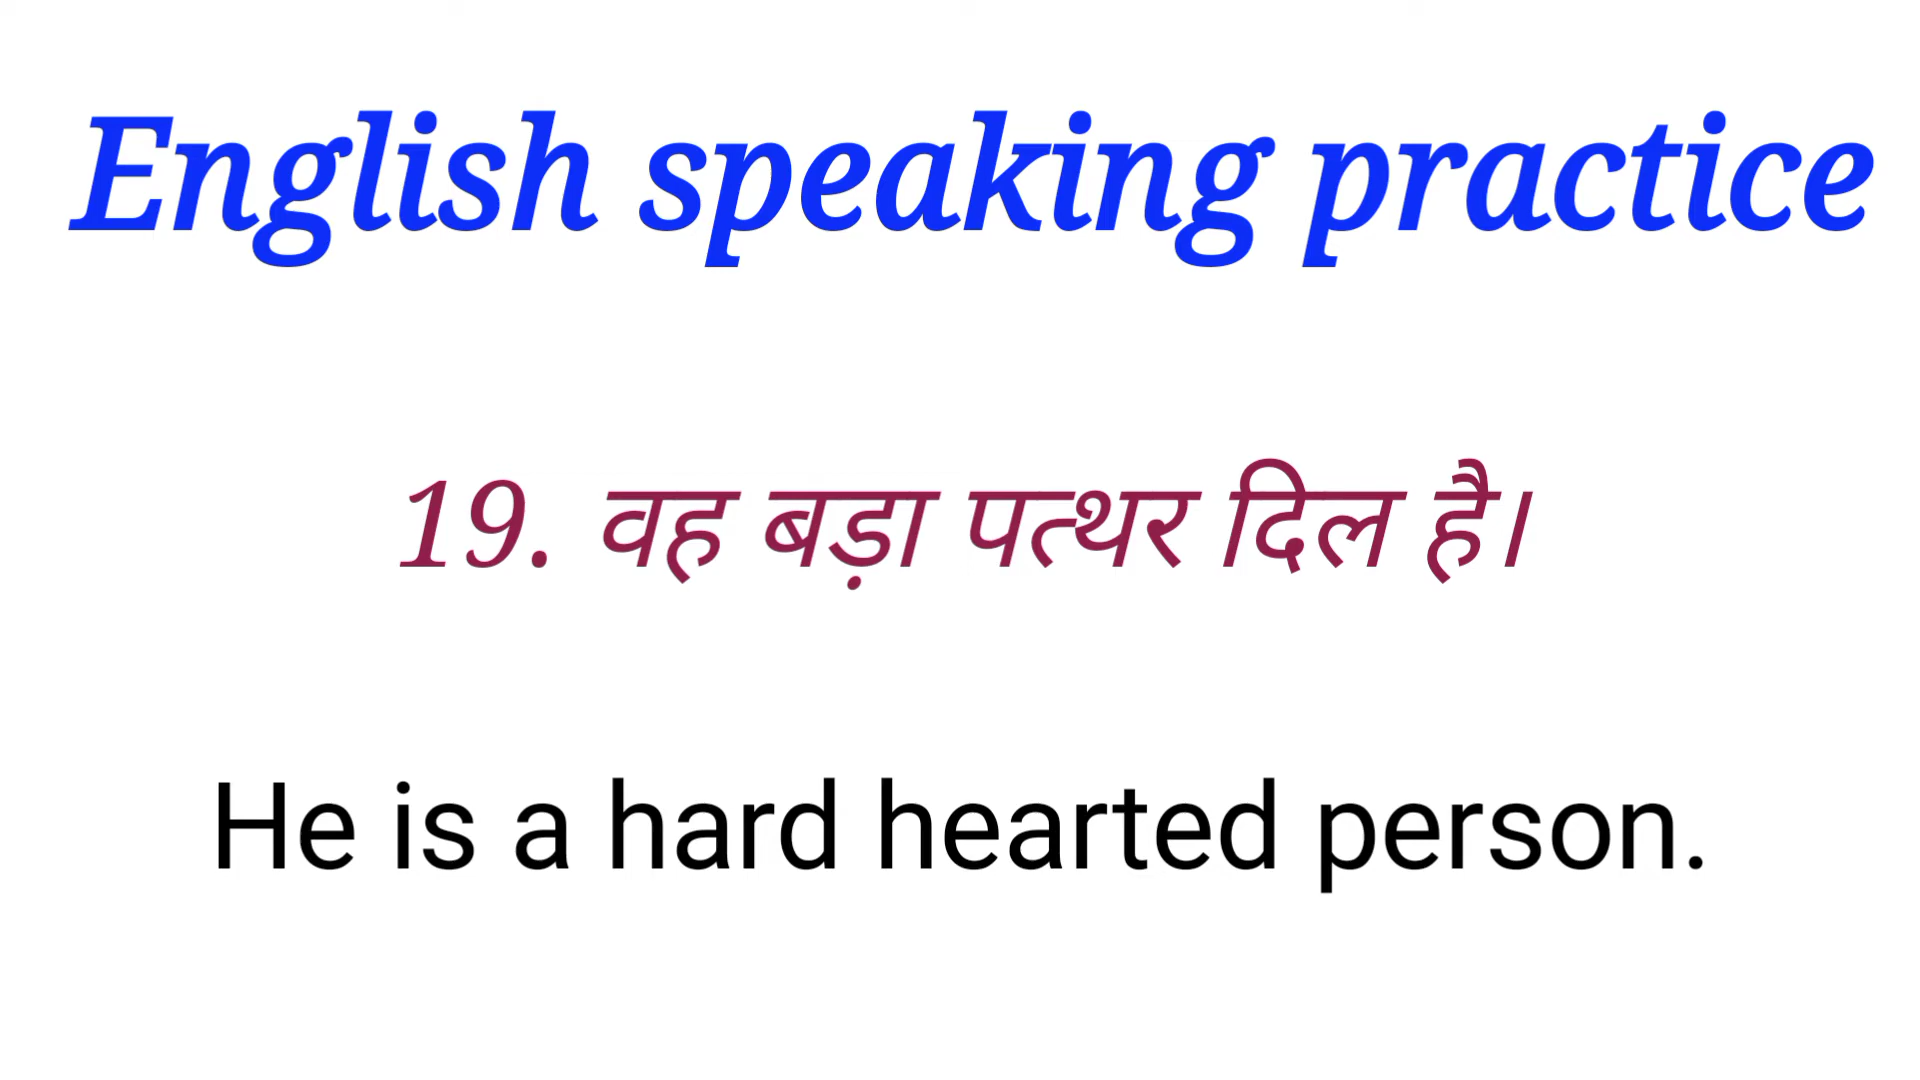 English speaking practice
19. वह बड़ा पत्थर दिल है।
He is a hard hearted person.